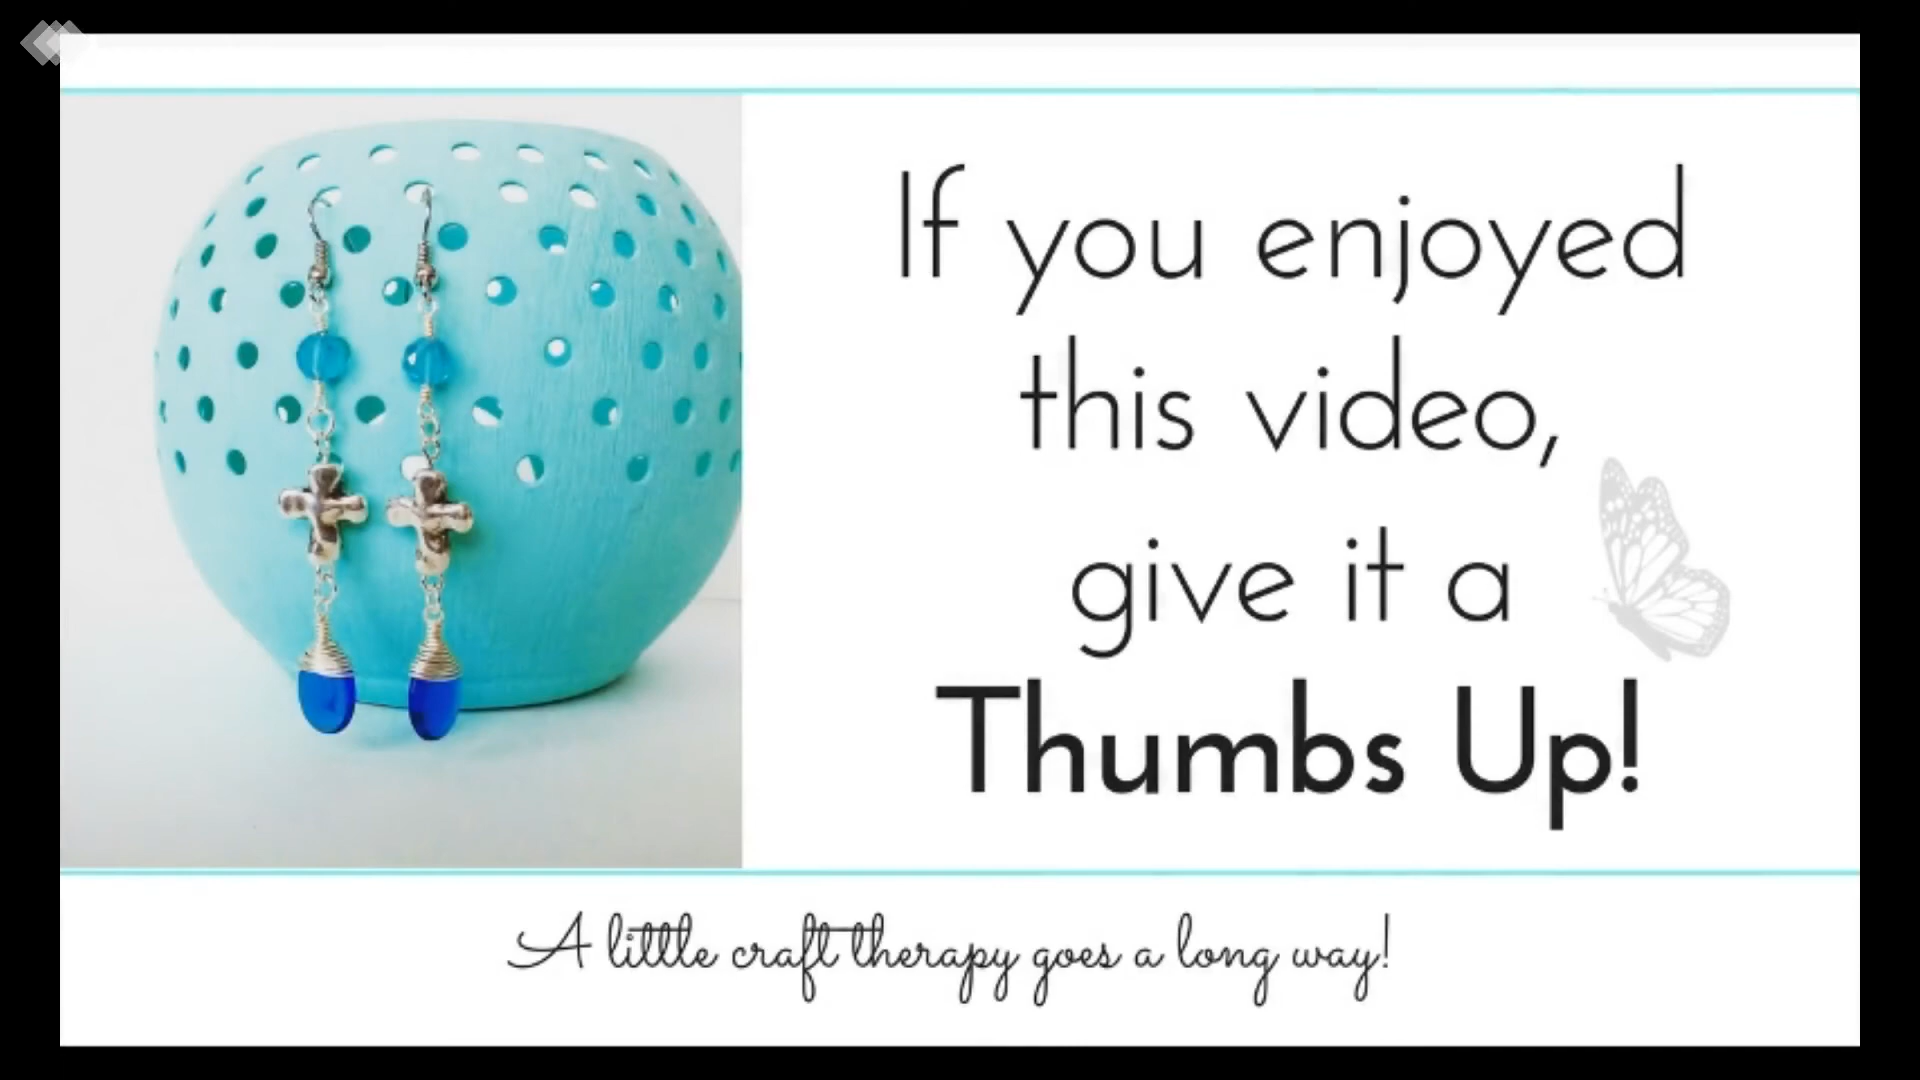 If you enjoyed
this video,
give it a
Thumbs Up!
A little craft therapy goes a long way!